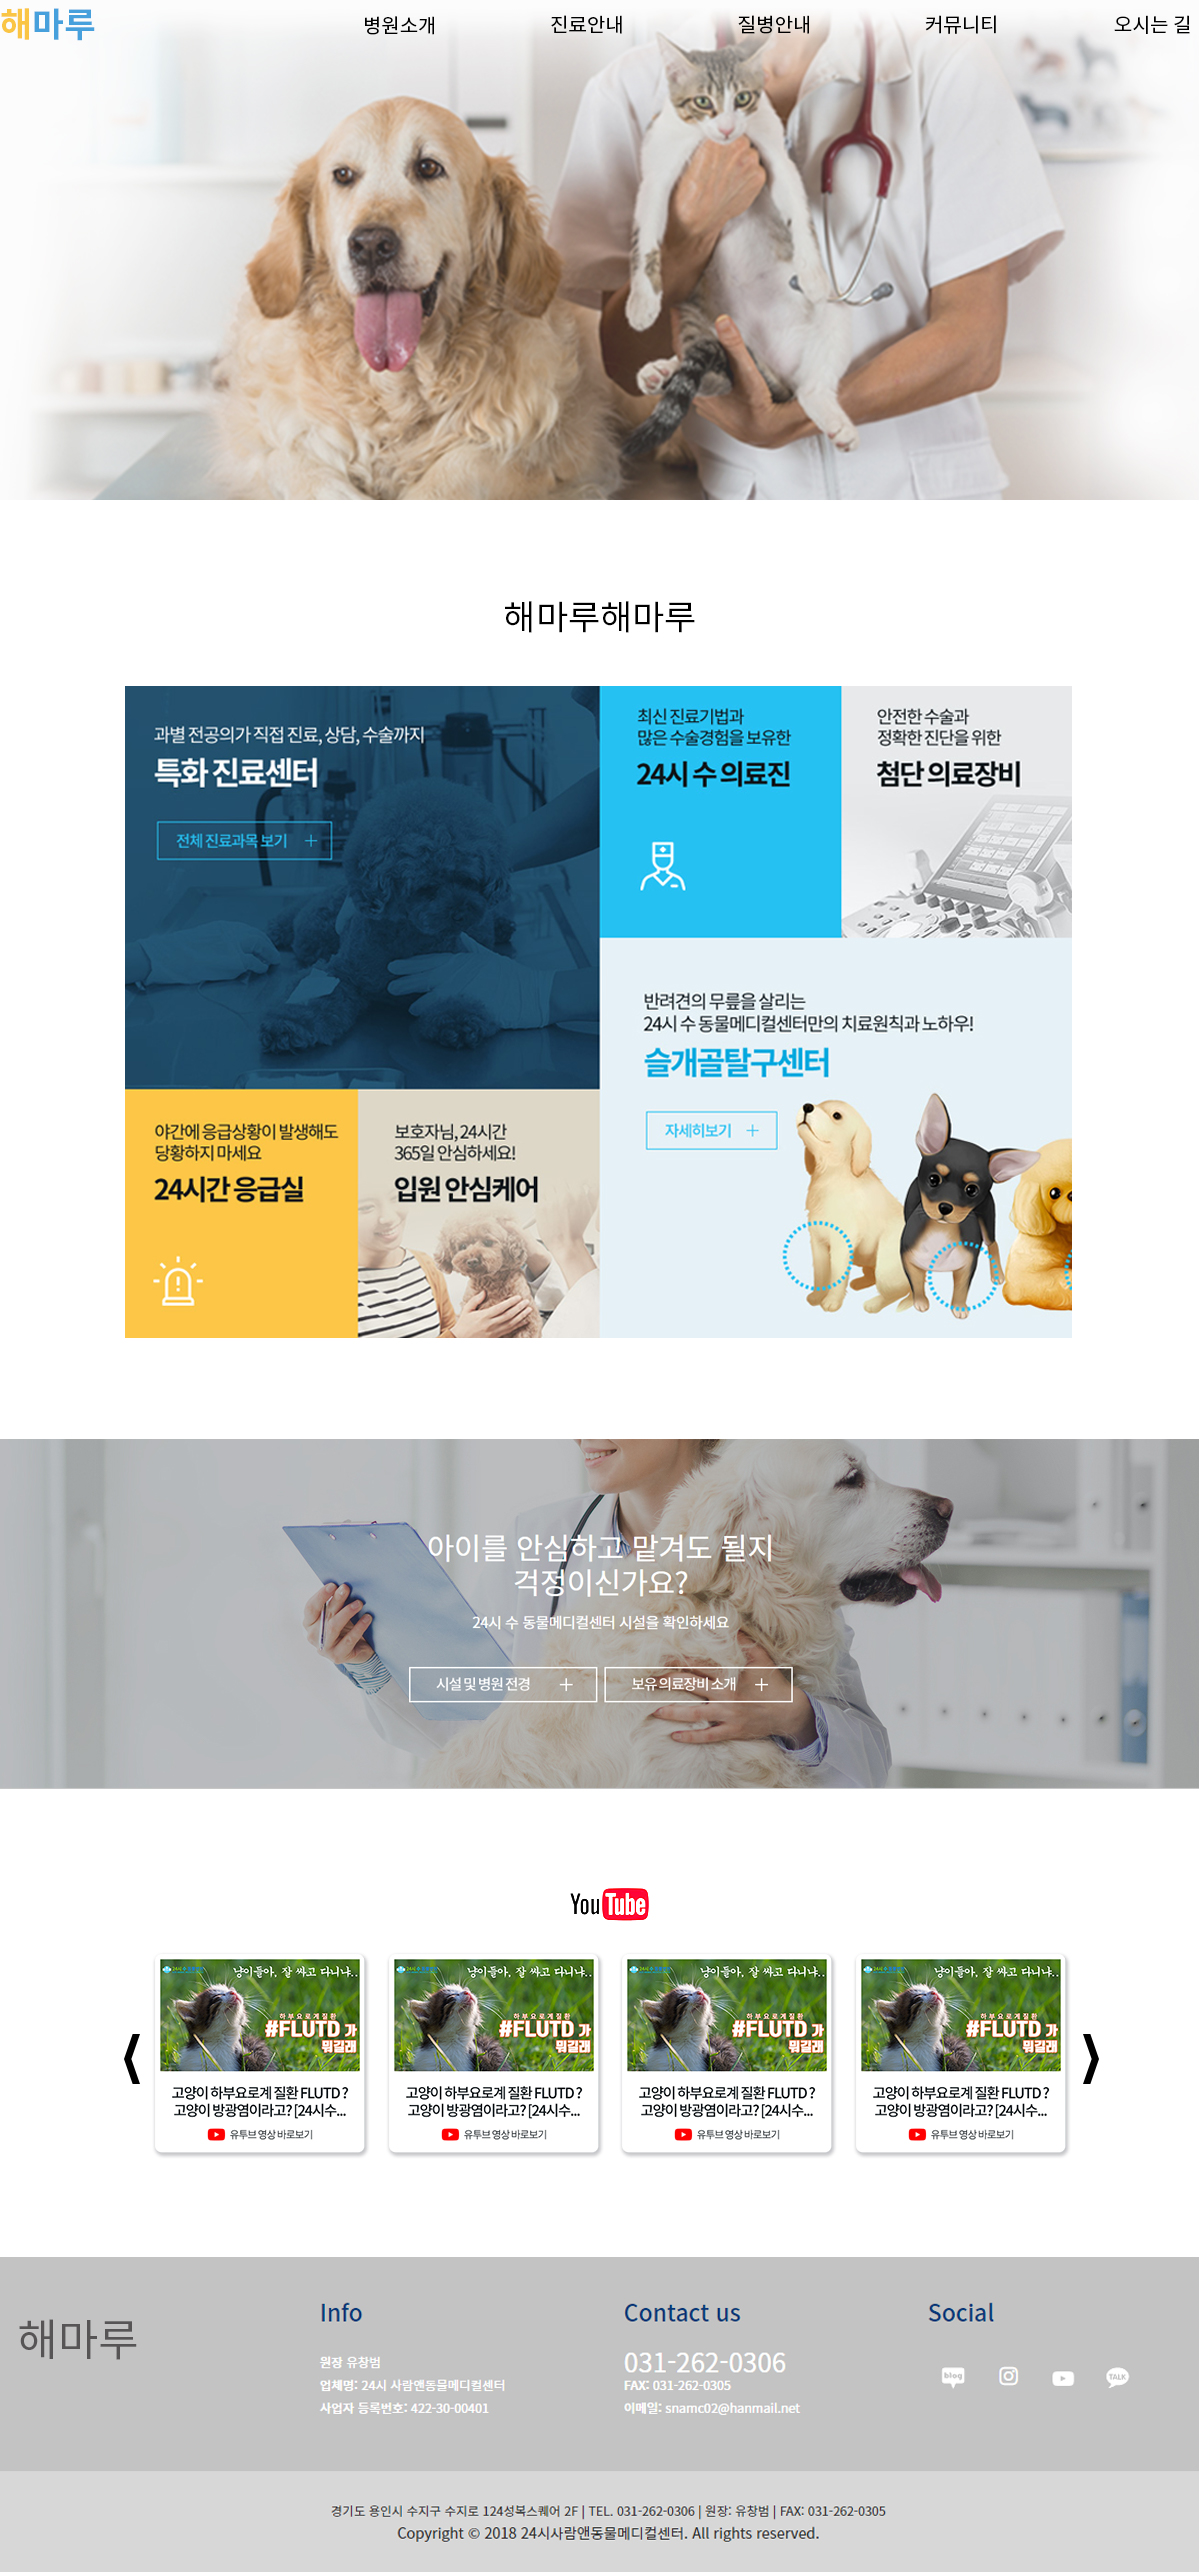 해마루
병원소개
진료안내
질병안내
커뮤니티
오시는 길
해마루해마루
과별 전공의가 직접 진료, 상담, 수술까지
특화 진료센터
전체 진료과목 보기
최신 진료기법과
많은 수술경험을 보유한
24시 수 의료진
안전한 수술과
정확한 진단을 위한
첨단 의료장비
반려견의 무릎을 살리는
24시 수 동물메디컬센터만의 치료원칙과 노하우!
슬개골탈구센터
자세히보기
야간에 응급상황이 발생해도
당황하지 마세요
24시간 응급실
보호자님, 24시간
365일 안심하세요!
입원 안심케어
아이를 안심하고 맡겨도 될지
걱정이신가요?
24시 수 동물메디컬센터 시설을 확인하세요
시설 및 병원 전경
보유 의료장비 소개
YouTube
냥이들아, 잘 싸고 다니냐..
하부요로계질환
#FLUTD 가
뭐길래
고양이 하부요로계 질환 FLUTD ?
고양이 방광염이라고? [24시수...
유투브 영상 바로보기
냥이들아, 잘 싸고 다니냐..
하부요로계질환
#FLUTD 가
뭐길래
고양이 하부요로계 질환 FLUTD ?
고양이 방광염이라고? [24시수...
유투브 영상 바로보기
냥이들아, 잘 싸고 다니냐..
하부요로계질환
#FLUTD 가
뭐길래
고양이 하부요로계 질환 FLUTD ?
고양이 방광염이라고? [24시수...
유투브 영상 바로보기
냥이들아, 잘 싸고 다니냐..
하부요로계질환
#FLUTD 가
뭐길래
고양이 하부요로계 질환 FLUTD ?
고양이 방광염이라고? [24시수...
유투브 영상 바로보기
해마루
Info
원장 유창범
업체명: 24시 사람앤동물메디컬센터
사업자 등록번호: 422-30-00401
Contact us
031-262-0306
FAX: 031-262-0305
이메일: snamc02@hanmail.net
Social
blog
TALK
경기도 용인시 수지구 수지로 124성복스퀘어 2F | TEL. 031-262-0306 | 원장: 유창범 | FAX: 031-262-0305
Copyright © 2018 24시사람앤동물메디컬센터. All rights reserved.